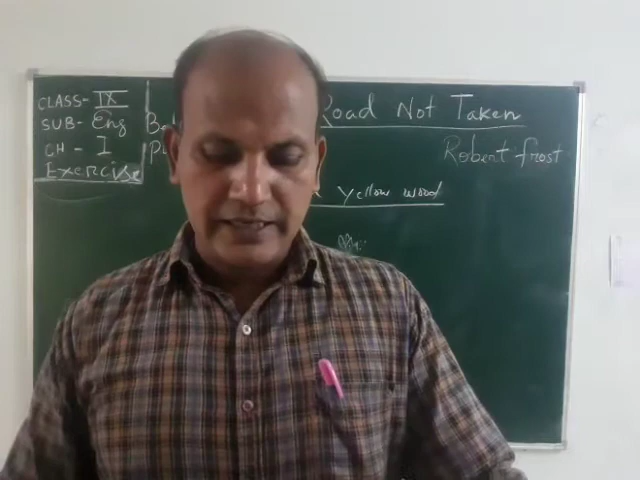 CLASS- IX
SUB- Eng
CH - I
Exercise
Road Not Taken
Robert frost
Yellow wood